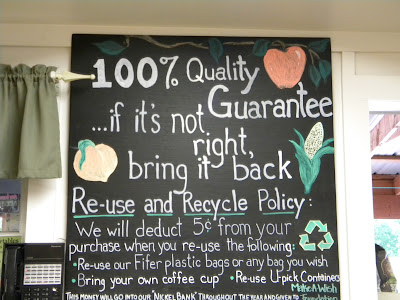 100% Quality
Guarantee
...if it's not
right,
bring it back
Re-use and Recycle Policy:
We will deduct 5¢ from your
purchase when you re-use the following:
• Re-use our Fifer plastic bags or any bag you wish
• Bring your own coffee cup • Re-use U-pick Containers
Make A Wish
This money will go into our "Nickel Bank" throughout the year and given to Foundation